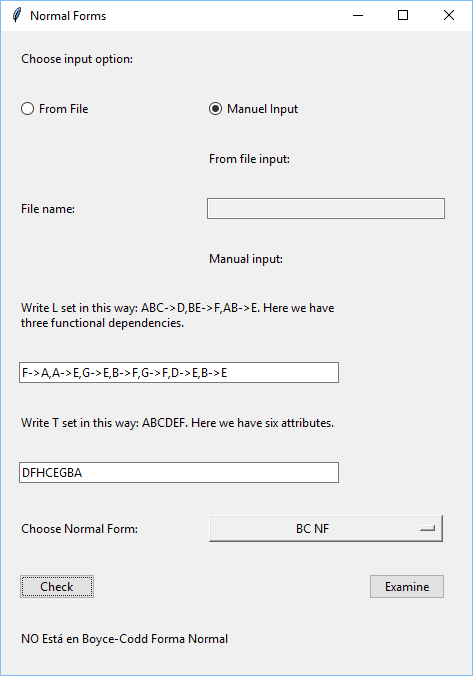 Normal Forms
Choose input option:
From File
Manuel Input
From file input:
File name:
Manual input:
Write L set in this way: ABC->D,BE->F,AB->E. Here we have
three functional dependencies.
F->A,A->E,G->E,B->F,G->F,D->E,B->E
Write T set in this way: ABCDEF. Here we have six attributes.
DFHCEGBA
Choose Normal Form:
BC NF
Check
Examine
NO Está en Boyce-Codd Forma Normal